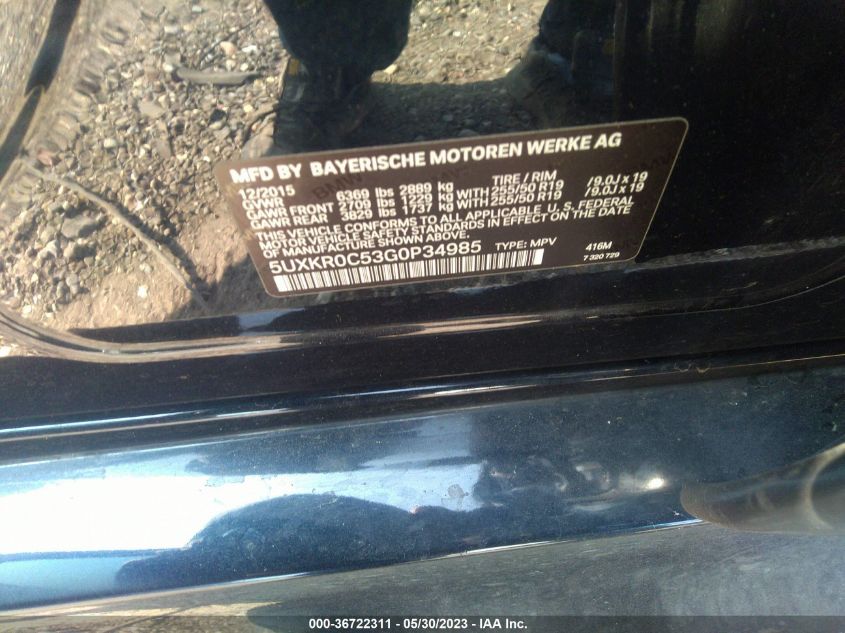 MFD BY BAYERISCHE MOTOREN WERKE AG
12/2015 TIRE / RIM
GVWR 6369 lbs 2889 kg
GAWR FRONT 2709 lbs 1229 kg WITH 255/50 R19 /9.0J x 19
GAWR REAR 3829 lbs 1737 kg WITH 255/50 R19 /9.0J x 19
THIS VEHICLE CONFORMS TO ALL APPLICABLE U. S. FEDERAL
MOTOR VEHICLE SAFETY STANDARDS IN EFFECT ON THE DATE
OF MANUFACTURE SHOWN ABOVE.
5UXKR0C53G0P34985 TYPE: MPV 416M
7 320 729
000-36722311 - 05/30/2023 - IAA Inc.